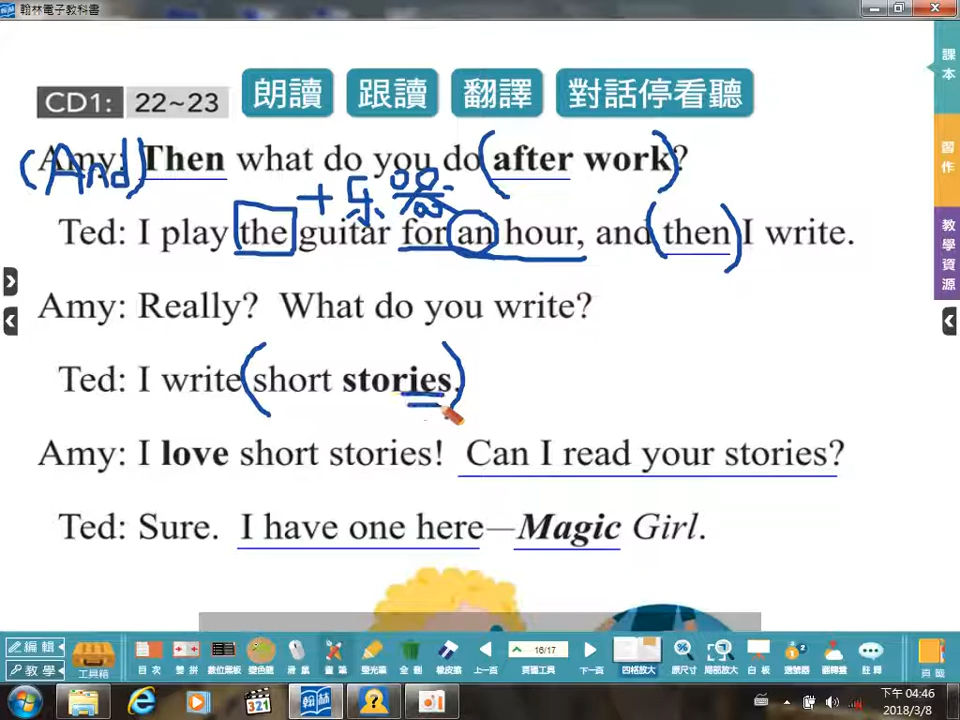 翰林電子教科書
課本
習作
教學資源
CD1: 22~23 朗讀 跟讀 翻譯 對話停看聽
(And)
Amy: Then what do you do (after work)?
+
Ted: I play the guitar for an hour, and (then) I write.
Amy: Really? What do you write?
Ted: I write (short stories).
Amy: I love short stories! Can I read your stories?
Ted: Sure. I have one here—Magic Girl.
編輯
教學
工具箱
目次 雙拼 數位黑板 變色龍 滑鼠 畫筆 螢光筆 全刪 橡皮擦 上一頁
16/17
頁籤工具 下一頁 四格放大 原尺寸 局部放大 白板 選號器 翻譯蒟 註釋
321
翰林
下午 04:46
2018/3/8